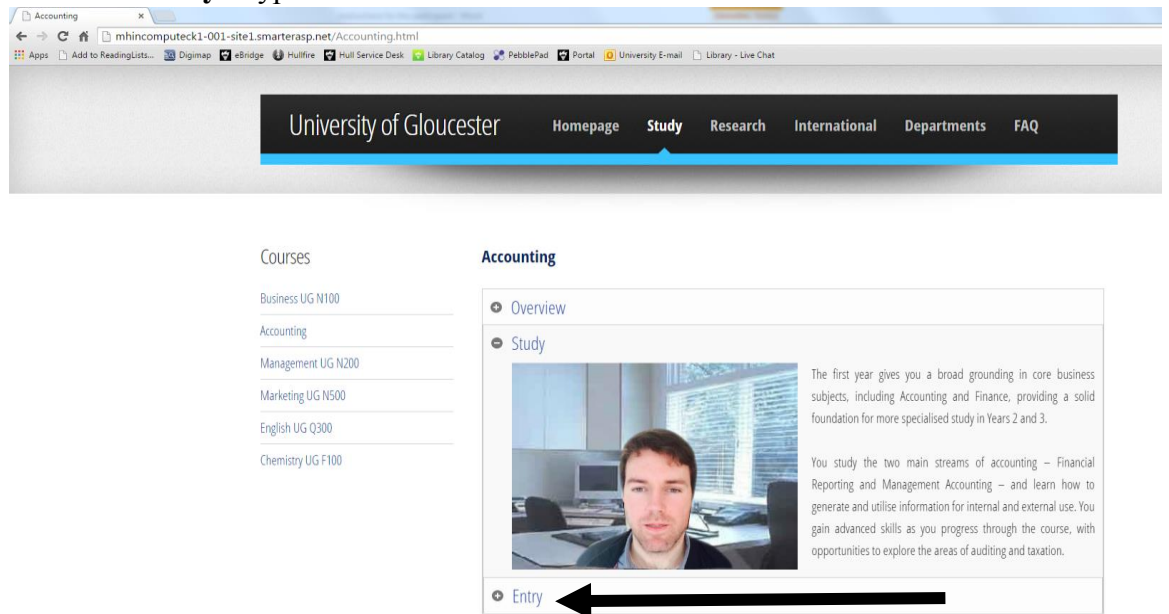 Accounting
mhincomputeck1-001-site1.smarterasp.net/Accounting.html
Apps Add to ReadingLists... Digimap eBridge Hullfire Hull Service Desk Library Catalog PebblePad Portal University E-mail Library - Live Chat
University of Gloucester Homepage Study Research International Departments FAQ
Courses
Business UG N100
Accounting
Management UG N200
Marketing UG N500
English UG Q300
Chemistry UG F100
Accounting
Overview
Study
The first year gives you a broad grounding in core business
subjects, including Accounting and Finance, providing a solid
foundation for more specialised study in Years 2 and 3.
You study the two main streams of accounting – Financial
Reporting and Management Accounting – and learn how to
generate and utilise information for internal and external use. You
gain advanced skills as you progress through the course, with
opportunities to explore the areas of auditing and taxation.
Entry